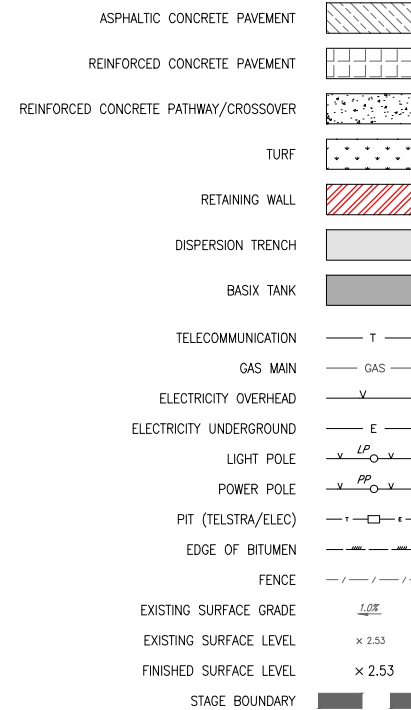 ASPHALTIC CONCRETE PAVEMENT
REINFORCED CONCRETE PAVEMENT
REINFORCED CONCRETE PATHWAY/CROSSOVER
TURF
RETAINING WALL
DISPERSION TRENCH
BASIX TANK
TELECOMMUNICATION T
GAS MAIN GAS
ELECTRICITY OVERHEAD V
ELECTRICITY UNDERGROUND E
LIGHT POLE V LP V
POWER POLE V PP V
PIT (TELSTRA/ELEC) T E
EDGE OF BITUMEN
FENCE
EXISTING SURFACE GRADE 1.0%
EXISTING SURFACE LEVEL × 2.53
FINISHED SURFACE LEVEL × 2.53
STAGE BOUNDARY